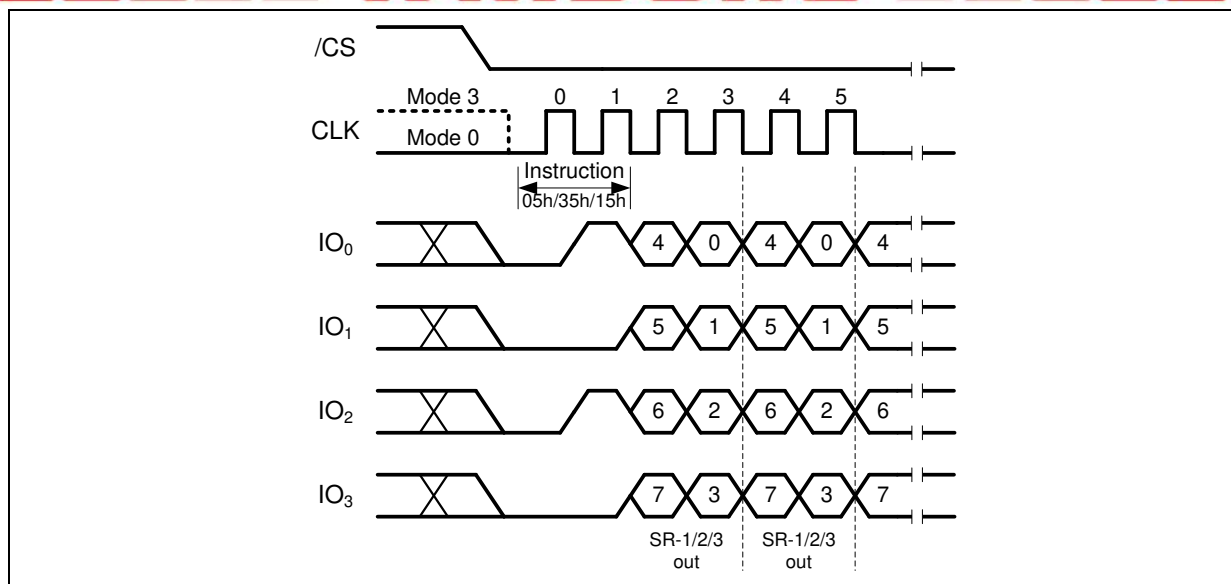 /CS
Mode 3
0 1 2 3 4 5
CLK
Mode 0
Instruction
05h/35h/15h
IO₀
4 0 4 0 4
IO₁
5 1 5 1 5
IO₂
6 2 6 2 6
IO₃
7 3 7 3 7
SR-1/2/3 out
SR-1/2/3 out